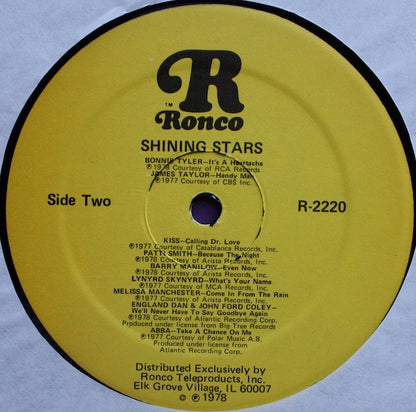 R
TM
Ronco
SHINING STARS
BONNIE TYLER—It's A Heartache
℗1978 Courtesy of RCA Records
JAMES TAYLOR—Handy Man
℗1977 Courtesy of CBS Inc.
Side Two
R-2220
KISS—Calling Dr. Love
℗1977 Courtesy of Casablanca Records, Inc.
PATTI SMITH—Because The Night
℗1978 Courtesy of Arista Records, Inc.
BARRY MANILOW—Even Now
℗1978 Courtesy of Arista Records, Inc.
LYNYRD SKYNYRD—What's Your Name
℗1977 Courtesy of MCA Records, Inc.
MELISSA MANCHESTER—Come In From The Rain
℗1976 Courtesy of Arista Records, Inc.
ENGLAND DAN & JOHN FORD COLEY—
We'll Never Have To Say Goodbye Again
℗1978 Courtesy of Atlantic Recording Corp.
Produced under license from Big Tree Records
ABBA—Take A Chance On Me
℗1977 Courtesy of Polar Music A.B.
Produced under license from
Atlantic Recording Corp.
Distributed Exclusively by
Ronco Teleproducts, Inc.
Elk Grove Village, IL 60007
℗©1978